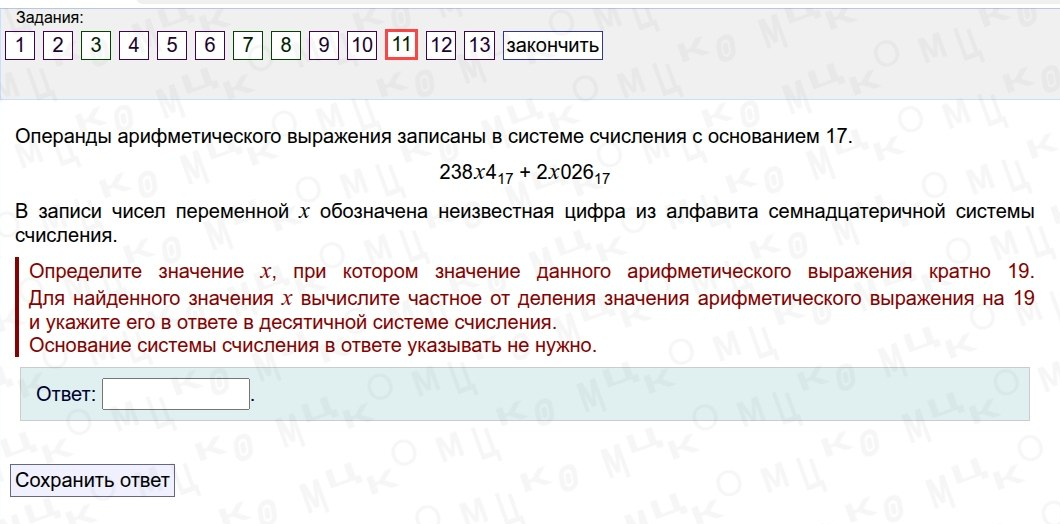 Задания:
1 2 3 4 5 6 7 8 9 10 11 12 13 закончить
Операнды арифметического выражения записаны в системе счисления с основанием 17.
238x4₁₇ + 2x026₁₇
В записи чисел переменной x обозначена неизвестная цифра из алфавита семнадцатеричной системы
счисления.
Определите значение x, при котором значение данного арифметического выражения кратно 19.
Для найденного значения x вычислите частное от деления значения арифметического выражения на 19
и укажите его в ответе в десятичной системе счисления.
Основание системы счисления в ответе указывать не нужно.
Ответ: .
Сохранить ответ